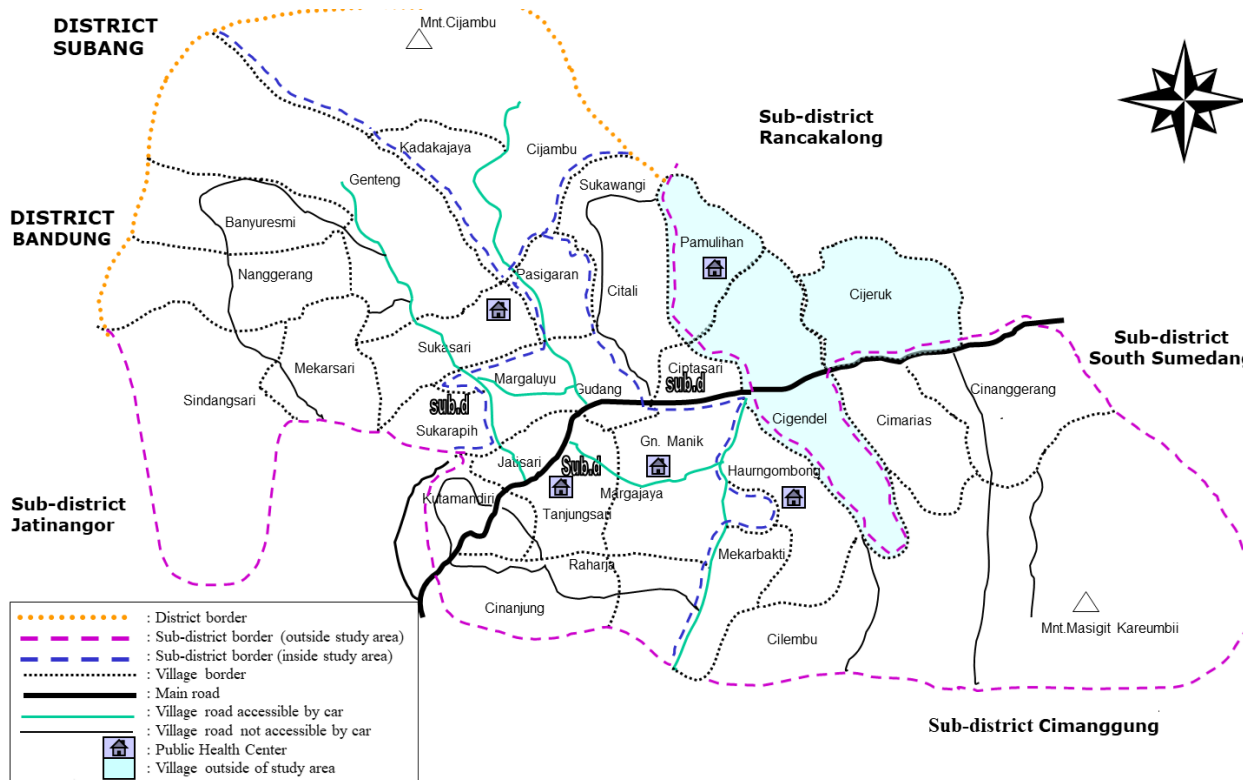 DISTRICT
SUBANG
Mnt.Cijambu
Sub-district
Rancakalong
Kadakajaya
Cijambu
Genteng
Sukawangi
DISTRICT
BANDUNG
Banyuresmi
Pamulihan
Nanggerang
Pasigaran
Citali
Cijeruk
Sub-district
South Sumedang
Sukasari
Mekarsari
Ciptasari
Margaluyu
sub.d
Cinanggerang
Sindangsari
Gudang
sub.d
Sukarapih
Cigendel
Cimarias
Gn. Manik
Jatisari
Sub.d
Haurngombong
Sub-district
Jatinangor
Kutamandiri
Margajaya
Tanjungsari
Mekarbakti
Raharja
Cinanjung
Cilembu
Mnt.Masigit Kareumbii
Sub-district Cimanggung
: District border
: Sub-district border (outside study area)
: Sub-district border (inside study area)
: Village border
: Main road
: Village road accessible by car
: Village road not accessible by car
: Public Health Center
: Village outside of study area